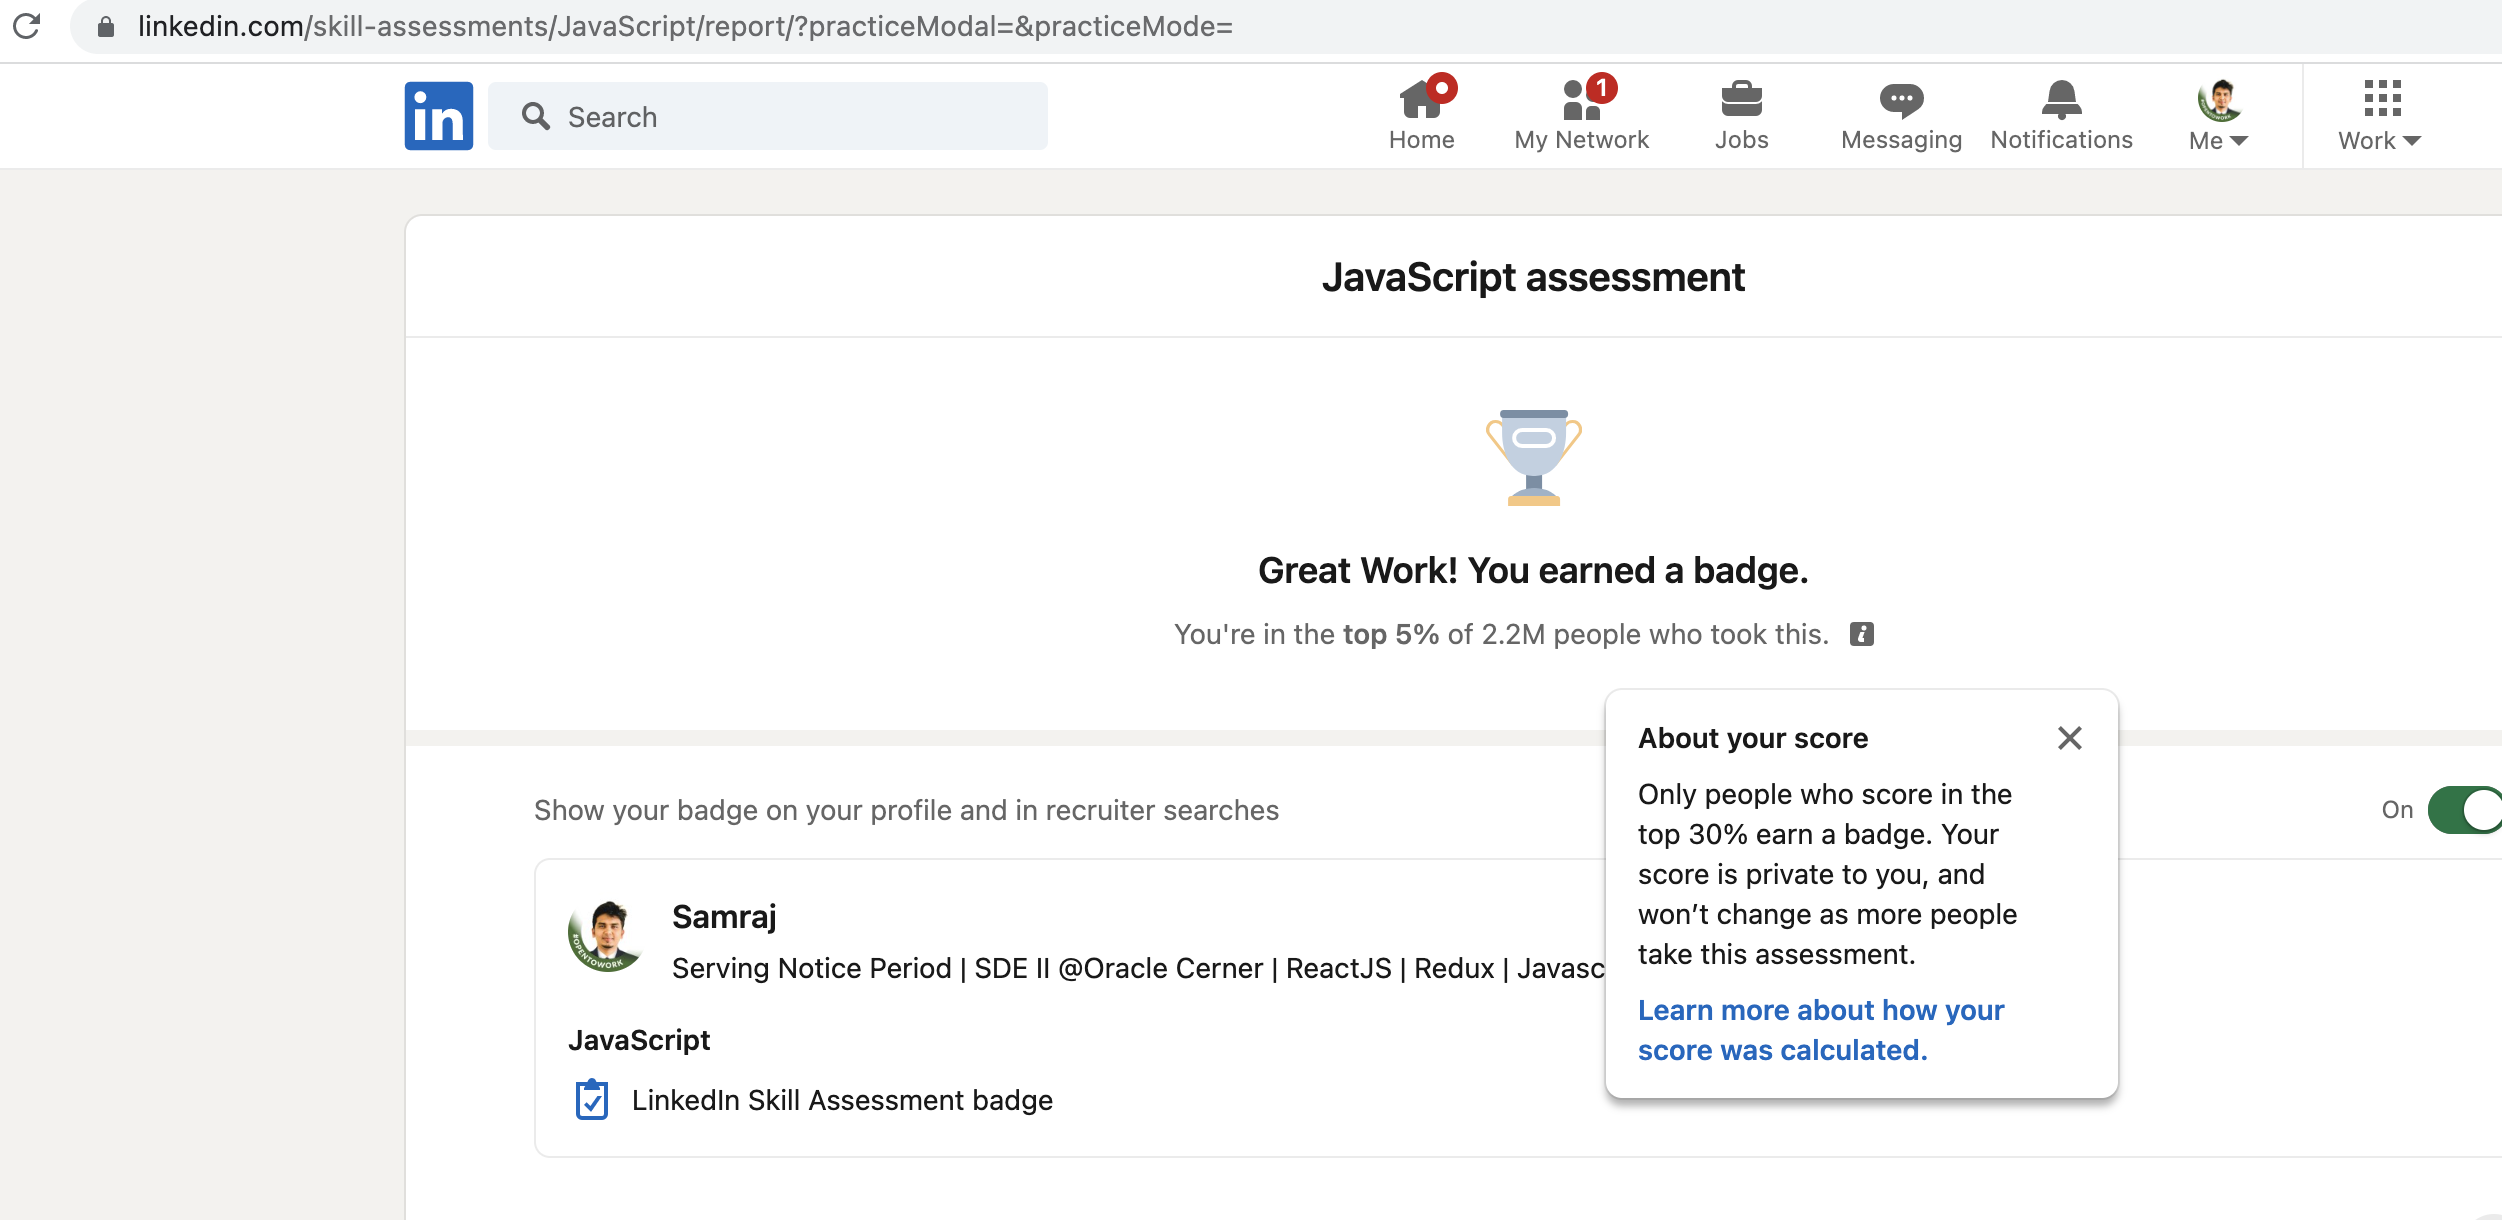 linkedin.com/skill-assessments/JavaScript/report/?practiceModal=&practiceMode=
in
Search
Home
1
My Network
Jobs
Messaging
Notifications
Me
Work
JavaScript assessment
Great Work! You earned a badge.
You're in the top 5% of 2.2M people who took this.
About your score
Only people who score in the
top 30% earn a badge. Your
score is private to you, and
won’t change as more people
take this assessment.
Learn more about how your
score was calculated.
Show your badge on your profile and in recruiter searches
On
#OPENTOWORK
Samraj
Serving Notice Period | SDE II @Oracle Cerner | ReactJS | Redux | Javasc
JavaScript
LinkedIn Skill Assessment badge